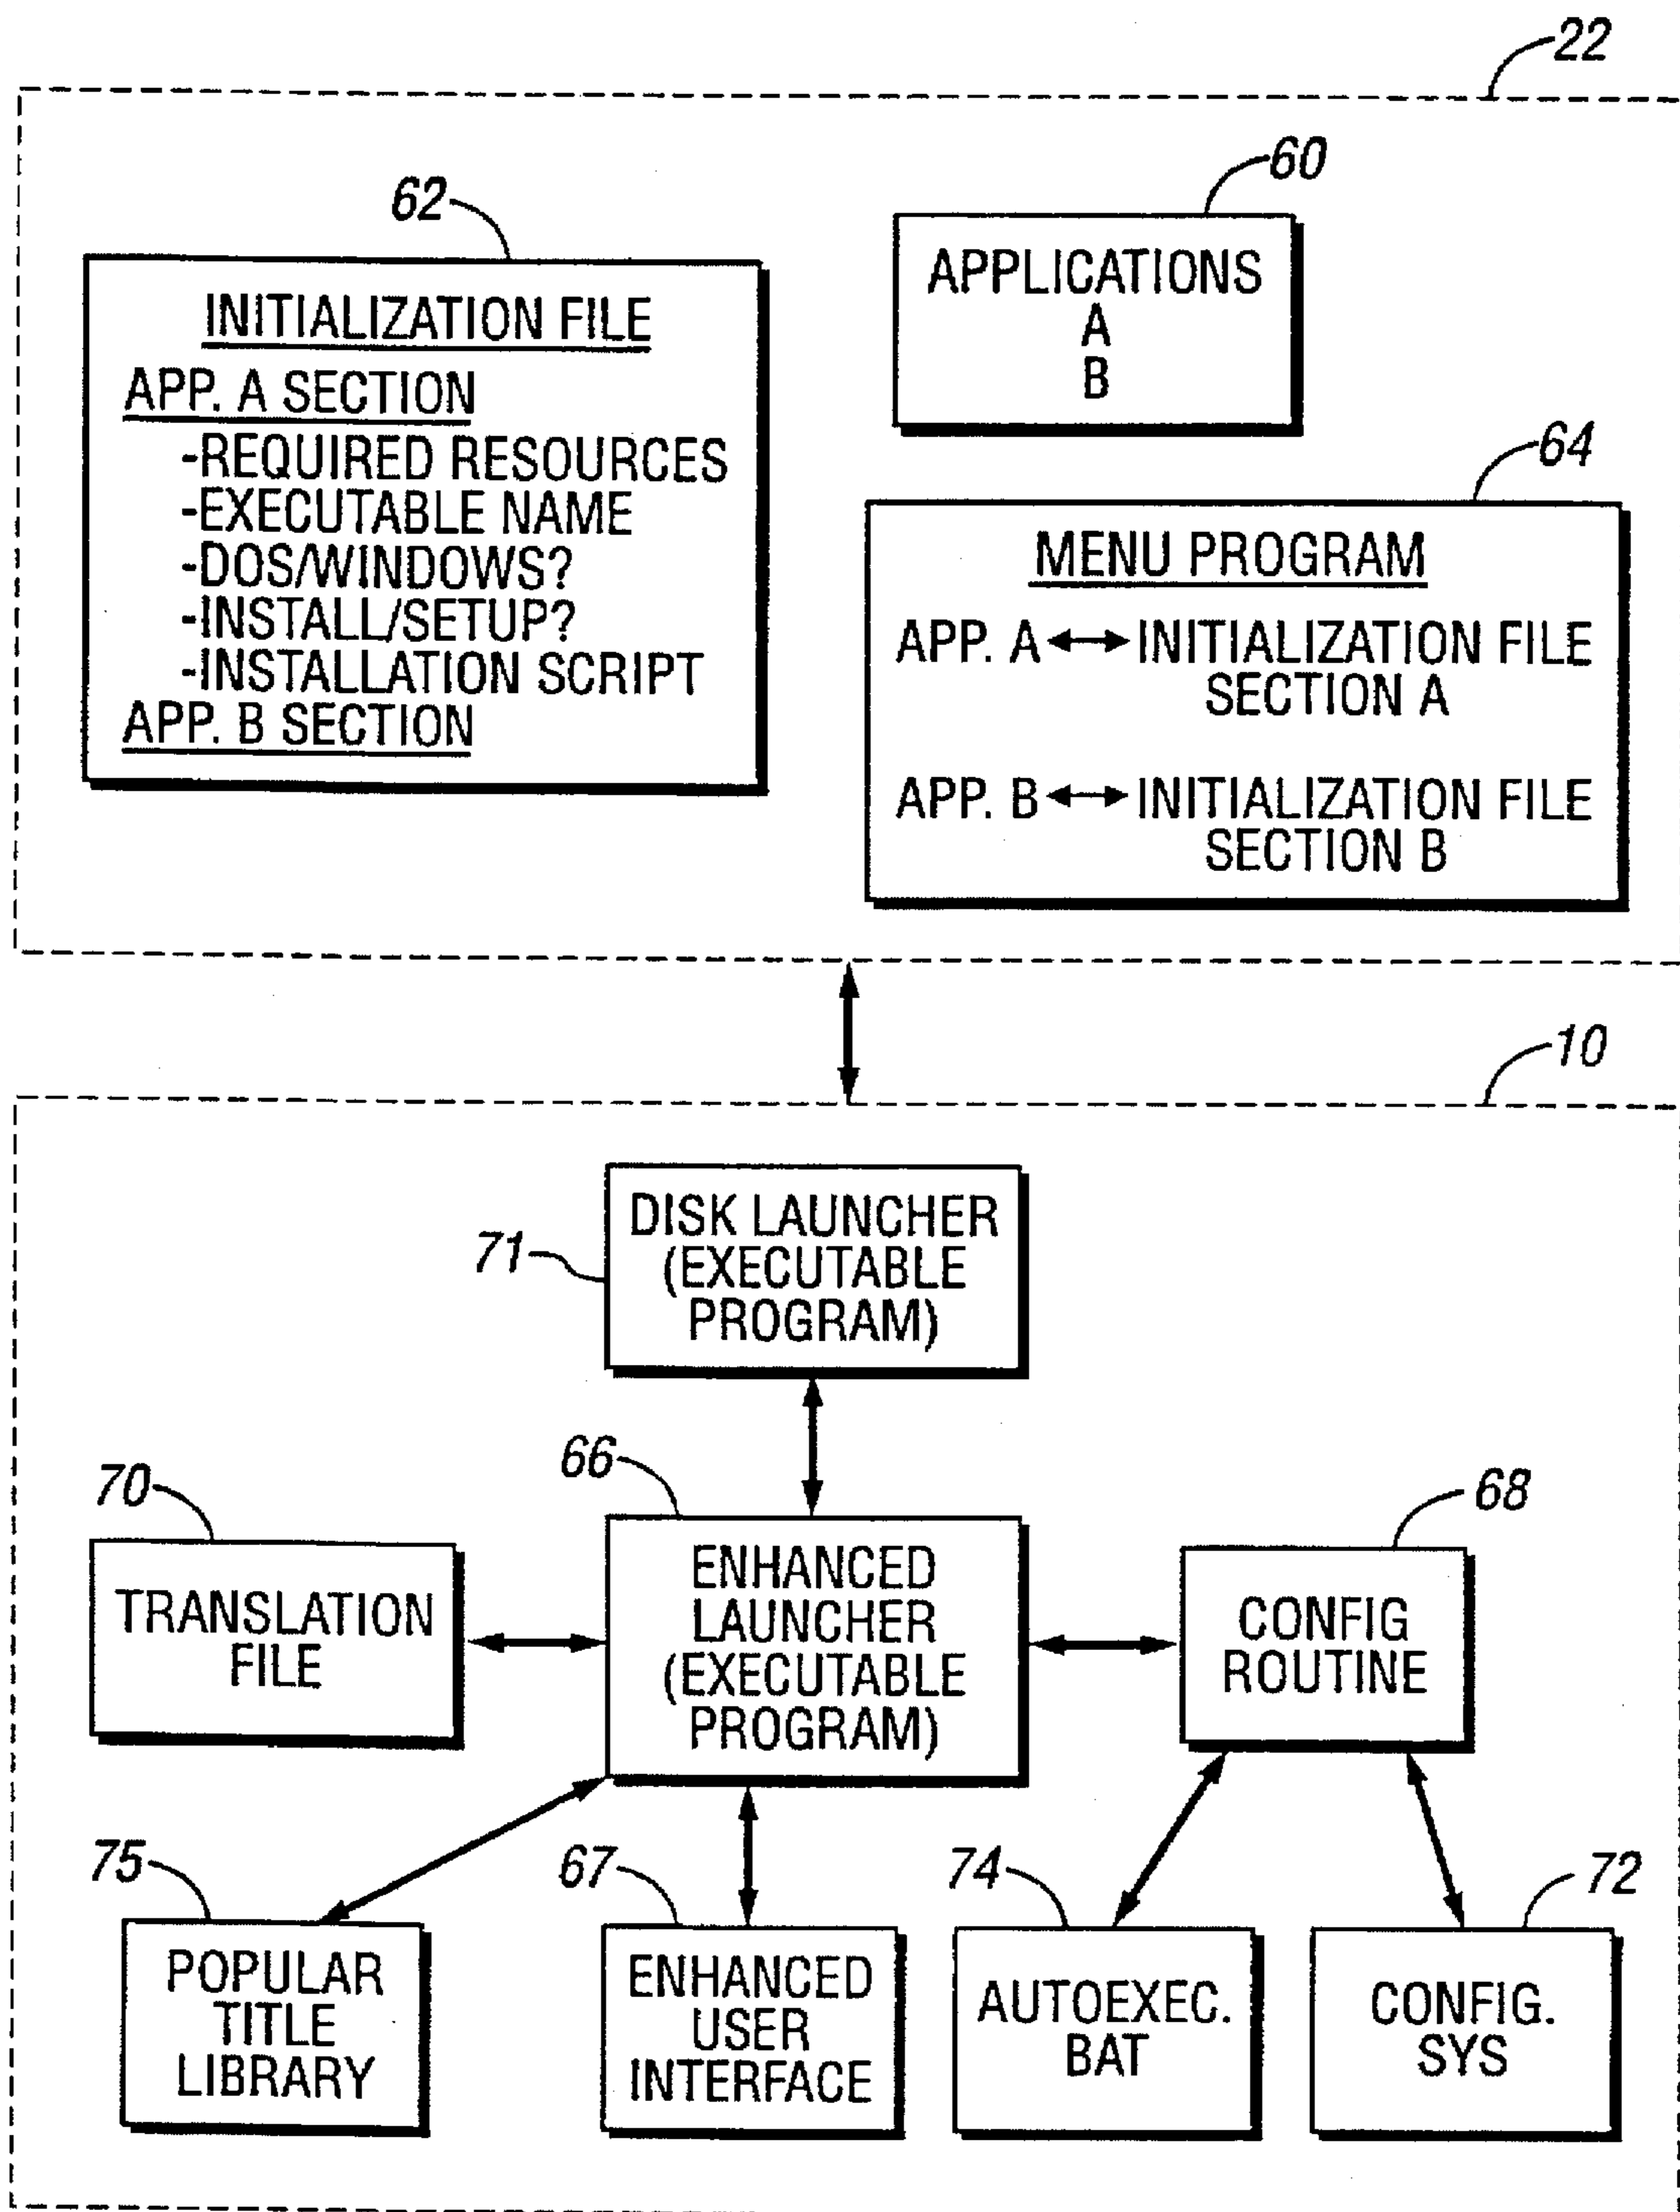 22
60
62
APPLICATIONS
A
B
INITIALIZATION FILE
APP. A SECTION
-REQUIRED RESOURCES
-EXECUTABLE NAME
-DOS/WINDOWS?
-INSTALL/SETUP?
-INSTALLATION SCRIPT
APP. B SECTION
64
MENU PROGRAM
APP. A ↔ INITIALIZATION FILE
SECTION A
APP. B ↔ INITIALIZATION FILE
SECTION B
10
71
DISK LAUNCHER
(EXECUTABLE
PROGRAM)
70
TRANSLATION
FILE
66
ENHANCED
LAUNCHER
(EXECUTABLE
PROGRAM)
68
CONFIG
ROUTINE
75
POPULAR
TITLE
LIBRARY
67
ENHANCED
USER
INTERFACE
74
AUTOEXEC.
BAT
72
CONFIG.
SYS